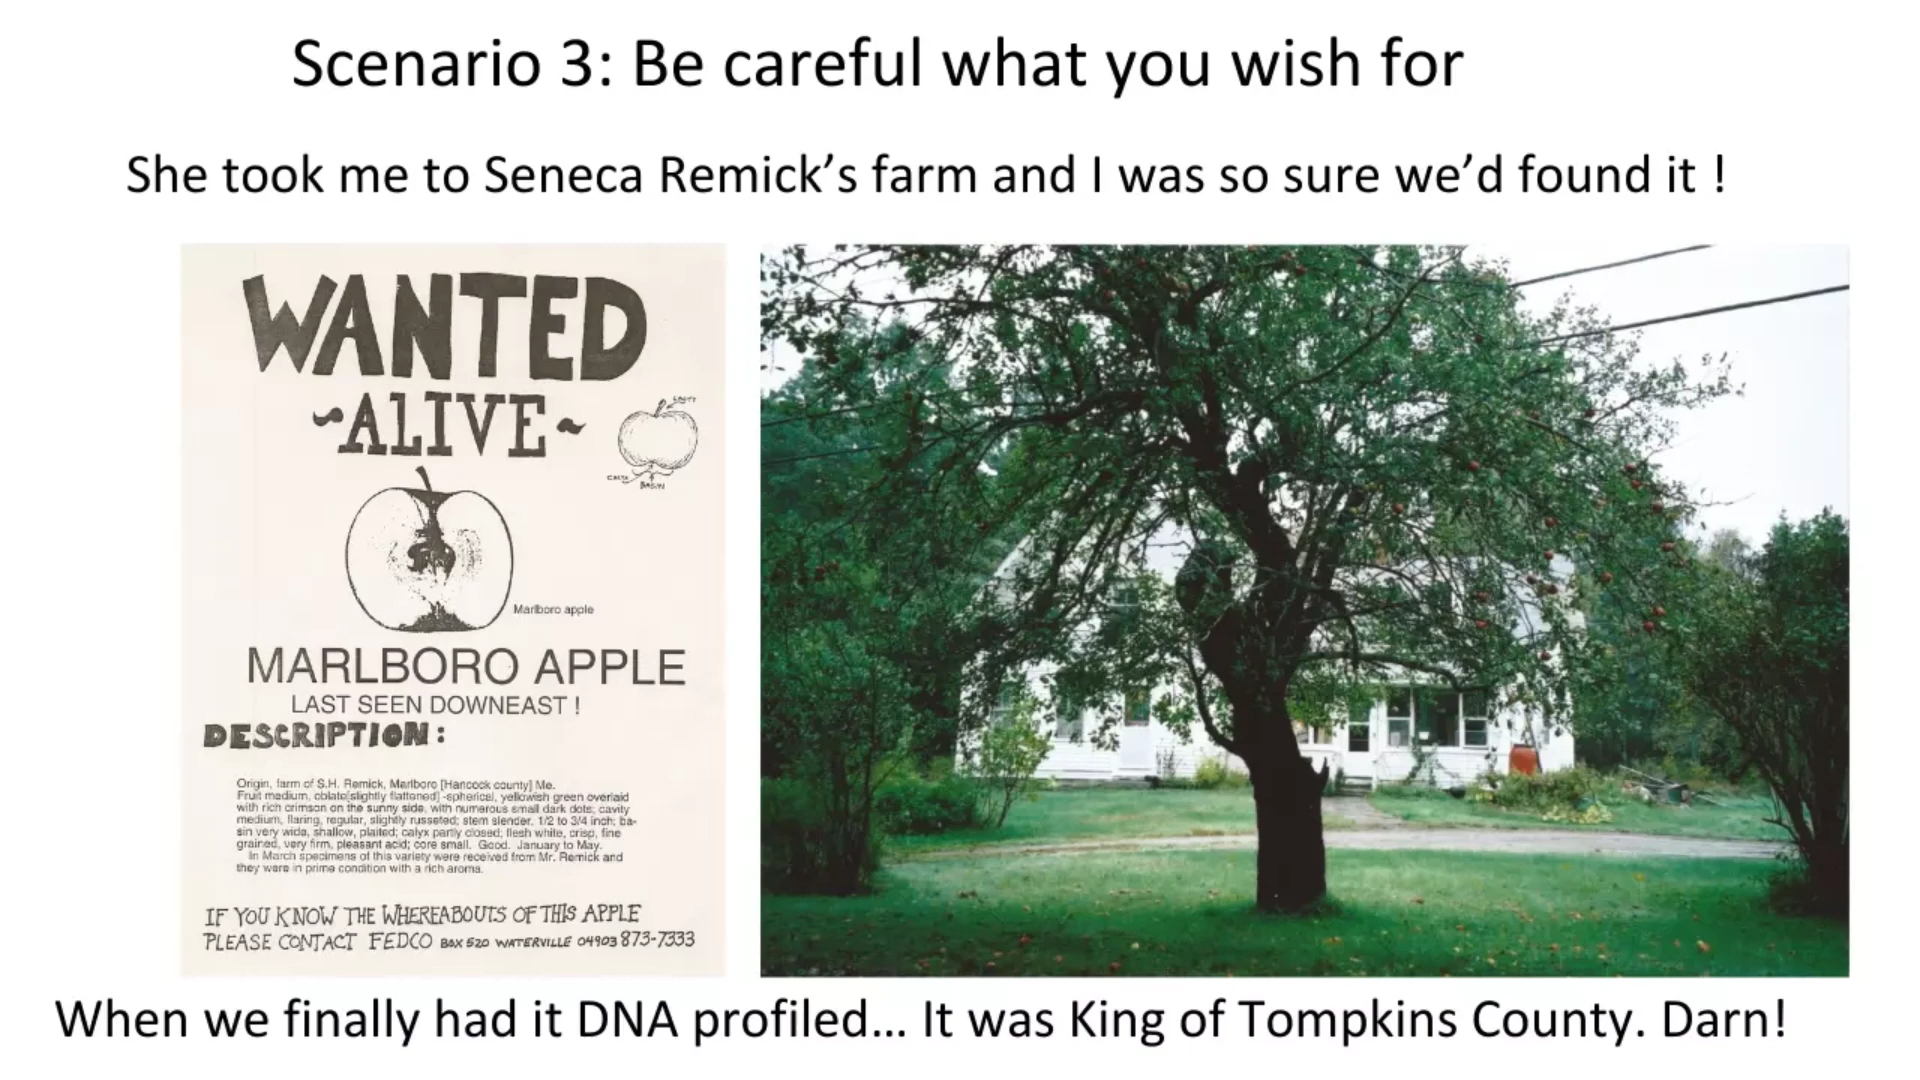 Scenario 3: Be careful what you wish for
She took me to Seneca Remick’s farm and I was so sure we’d found it !
WANTED
~ALIVE~
CAVITY
CALYX
BASIN
Marlboro apple
MARLBORO APPLE
LAST SEEN DOWNEAST !
DESCRIPTION :
Origin, farm of S.H. Remick, Marlboro [Hancock county] Me.
Fruit medium, oblate[slightly flattened] -spherical, yellowish green overlaid
with rich crimson on the sunny side, with numerous small dark dots; cavity
medium, flaring, regular, slightly russeted; stem slender, 1/2 to 3/4 inch; ba-
sin very wide, shallow, plaited; calyx partly closed; flesh white, crisp, fine
grained, very firm, pleasant acid; core small. Good. January to May.
In March specimens of this variety were received from Mr. Remick and
they were in prime condition with a rich aroma.
IF YOU KNOW THE WHEREABOUTS OF THIS APPLE
PLEASE CONTACT FEDCO BOX 520 WATERVILLE 04903 873-7333
When we finally had it DNA profiled... It was King of Tompkins County. Darn!